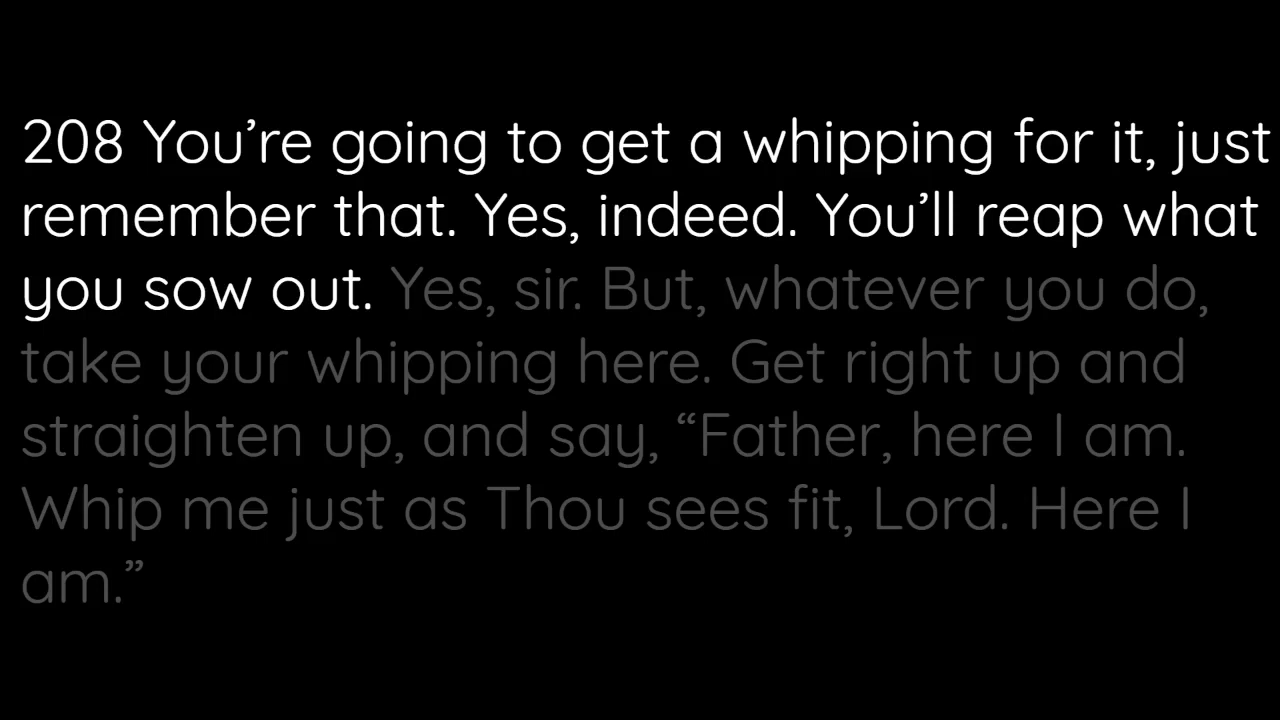 208 You’re going to get a whipping for it, just
remember that. Yes, indeed. You’ll reap what
you sow out. Yes, sir. But, whatever you do,
take your whipping here. Get right up and
straighten up, and say, “Father, here I am.
Whip me just as Thou sees fit, Lord. Here I
am.”